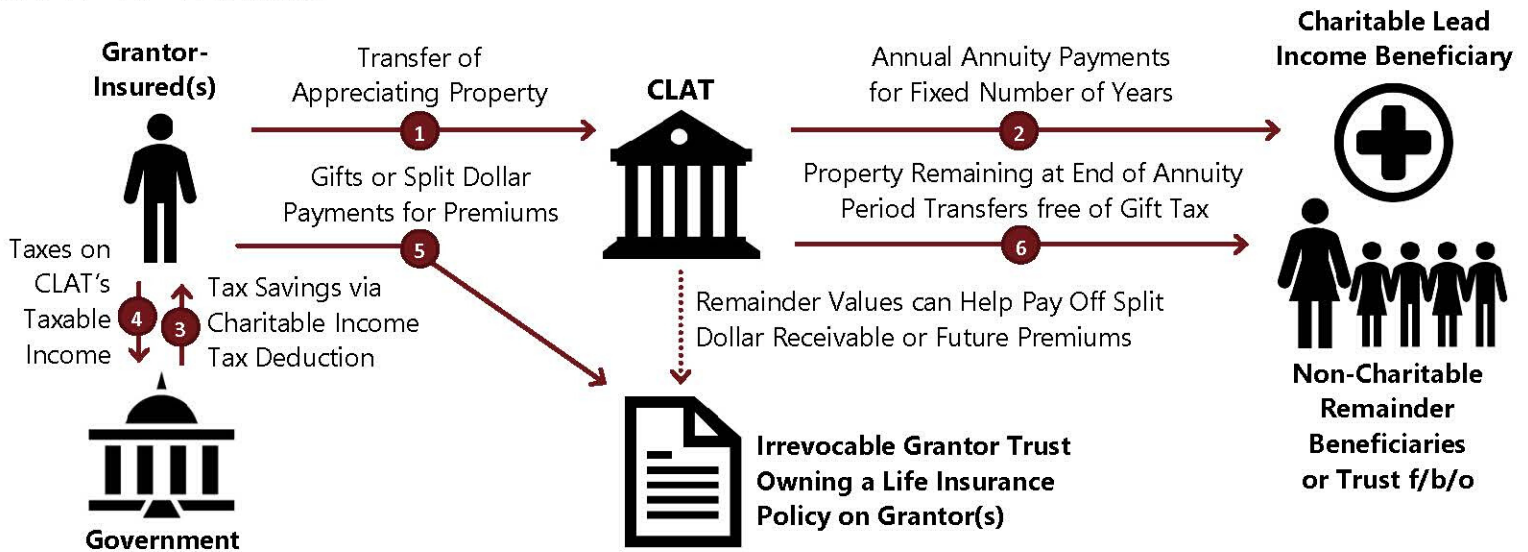 Grantor-
Insured(s)
Transfer of
Appreciating Property
1
CLAT
Annual Annuity Payments
for Fixed Number of Years
2
Charitable Lead
Income Beneficiary
Gifts or Split Dollar
Payments for Premiums
5
Property Remaining at End of Annuity
Period Transfers free of Gift Tax
6
Taxes on
CLAT's
Taxable
Income
4
3
Tax Savings via
Charitable Income
Tax Deduction
Remainder Values can Help Pay Off Split
Dollar Receivable or Future Premiums
Non-Charitable
Remainder
Beneficiaries
or Trust f/b/o
Irrevocable Grantor Trust
Owning a Life Insurance
Policy on Grantor(s)
Government